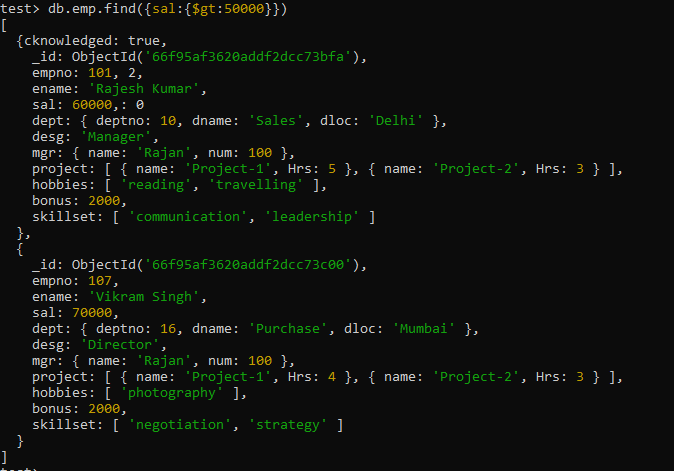 test> db.emp.find({sal:{$gt:50000}})
[
  {cknowledged: true,
    _id: ObjectId('66f95af3620addf2dcc73bfa'),
    empno: 101, 2,
    ename: 'Rajesh Kumar',
    sal: 60000,: 0
    dept: { deptno: 10, dname: 'Sales', dloc: 'Delhi' },
    desg: 'Manager',
    mgr: { name: 'Rajan', num: 100 },
    project: [ { name: 'Project-1', Hrs: 5 }, { name: 'Project-2', Hrs: 3 } ],
    hobbies: [ 'reading', 'travelling' ],
    bonus: 2000,
    skillset: [ 'communication', 'leadership' ]
  },
  {
    _id: ObjectId('66f95af3620addf2dcc73c00'),
    empno: 107,
    ename: 'Vikram Singh',
    sal: 70000,
    dept: { deptno: 16, dname: 'Purchase', dloc: 'Mumbai' },
    desg: 'Director',
    mgr: { name: 'Rajan', num: 100 },
    project: [ { name: 'Project-1', Hrs: 4 }, { name: 'Project-2', Hrs: 3 } ],
    hobbies: [ 'photography' ],
    bonus: 2000,
    skillset: [ 'negotiation', 'strategy' ]
  }
]